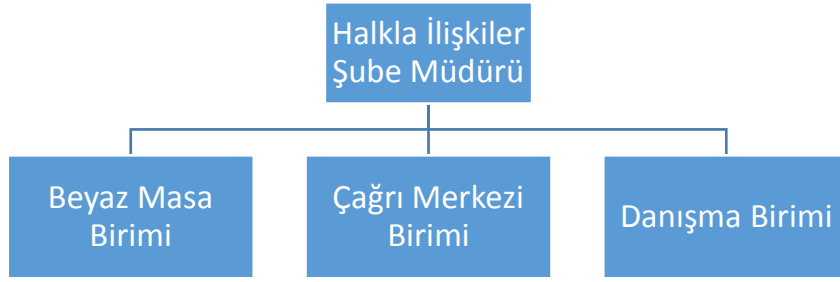 Halkla İlişkiler
Şube Müdürü
Beyaz Masa
Birimi
Çağrı Merkezi
Birimi
Danışma Birimi